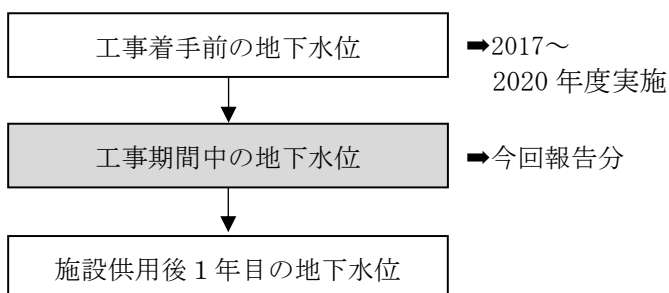 工事着手前の地下水位
➡2017～
2020 年度実施
工事期間中の地下水位
➡今回報告分
施設供用後１年目の地下水位